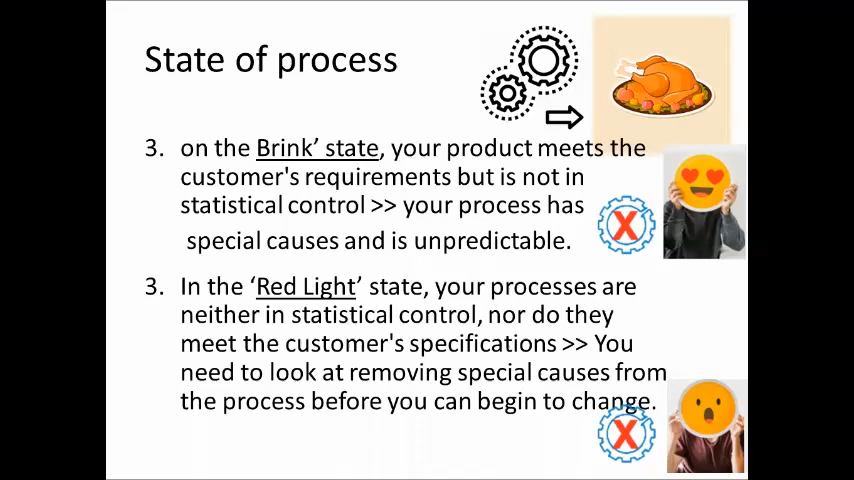 State of process
3. on the Brink’ state, your product meets the
customer's requirements but is not in
statistical control >> your process has
special causes and is unpredictable.
3. In the ‘Red Light’ state, your processes are
neither in statistical control, nor do they
meet the customer's specifications >> You
need to look at removing special causes from
the process before you can begin to change.
X
X